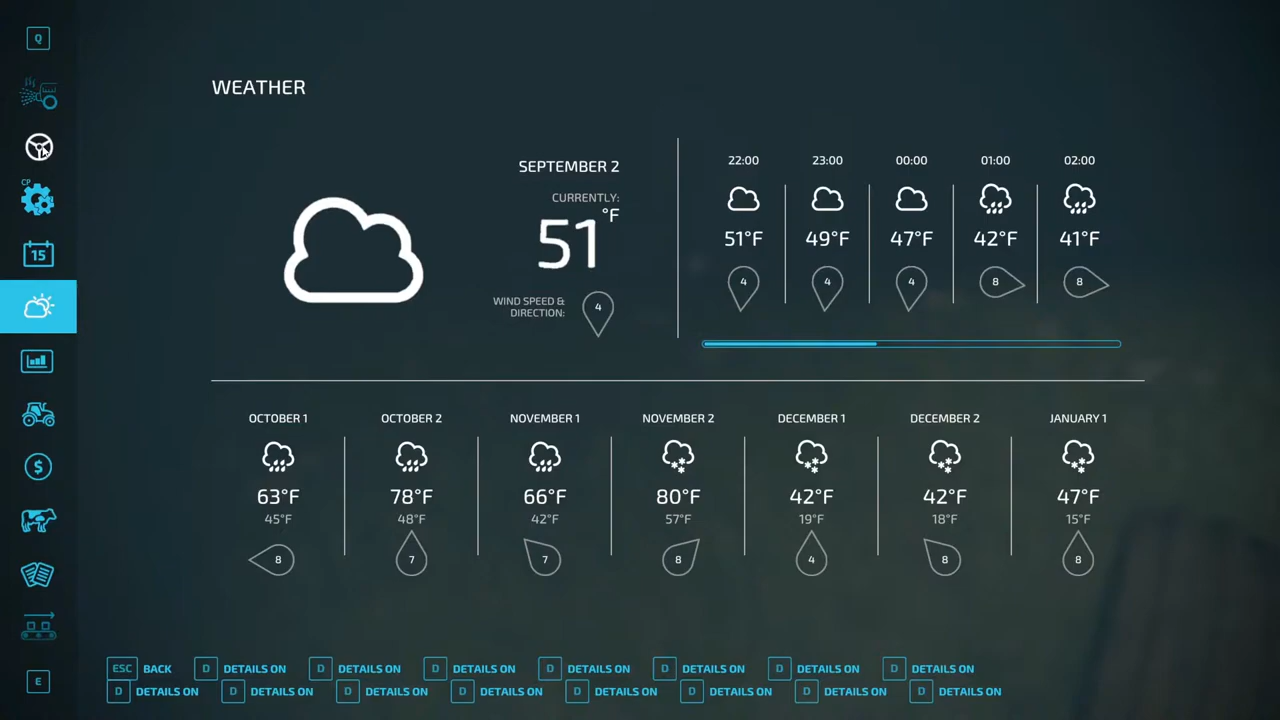 Q
WEATHER
SEPTEMBER 2
CURRENTLY:
51°F
WIND SPEED &
DIRECTION:
4
22:00 23:00 00:00 01:00 02:00
51°F 49°F 47°F 42°F 41°F
4 4 4 8 8
CP
15
$
OCTOBER 1 OCTOBER 2 NOVEMBER 1 NOVEMBER 2 DECEMBER 1 DECEMBER 2 JANUARY 1
63°F 78°F 66°F 80°F 42°F 42°F 47°F
45°F 48°F 42°F 57°F 19°F 18°F 15°F
8 7 7 8 4 8 8
E
ESC BACK D DETAILS ON D DETAILS ON D DETAILS ON D DETAILS ON D DETAILS ON D DETAILS ON D DETAILS ON
D DETAILS ON D DETAILS ON D DETAILS ON D DETAILS ON D DETAILS ON D DETAILS ON D DETAILS ON D DETAILS ON